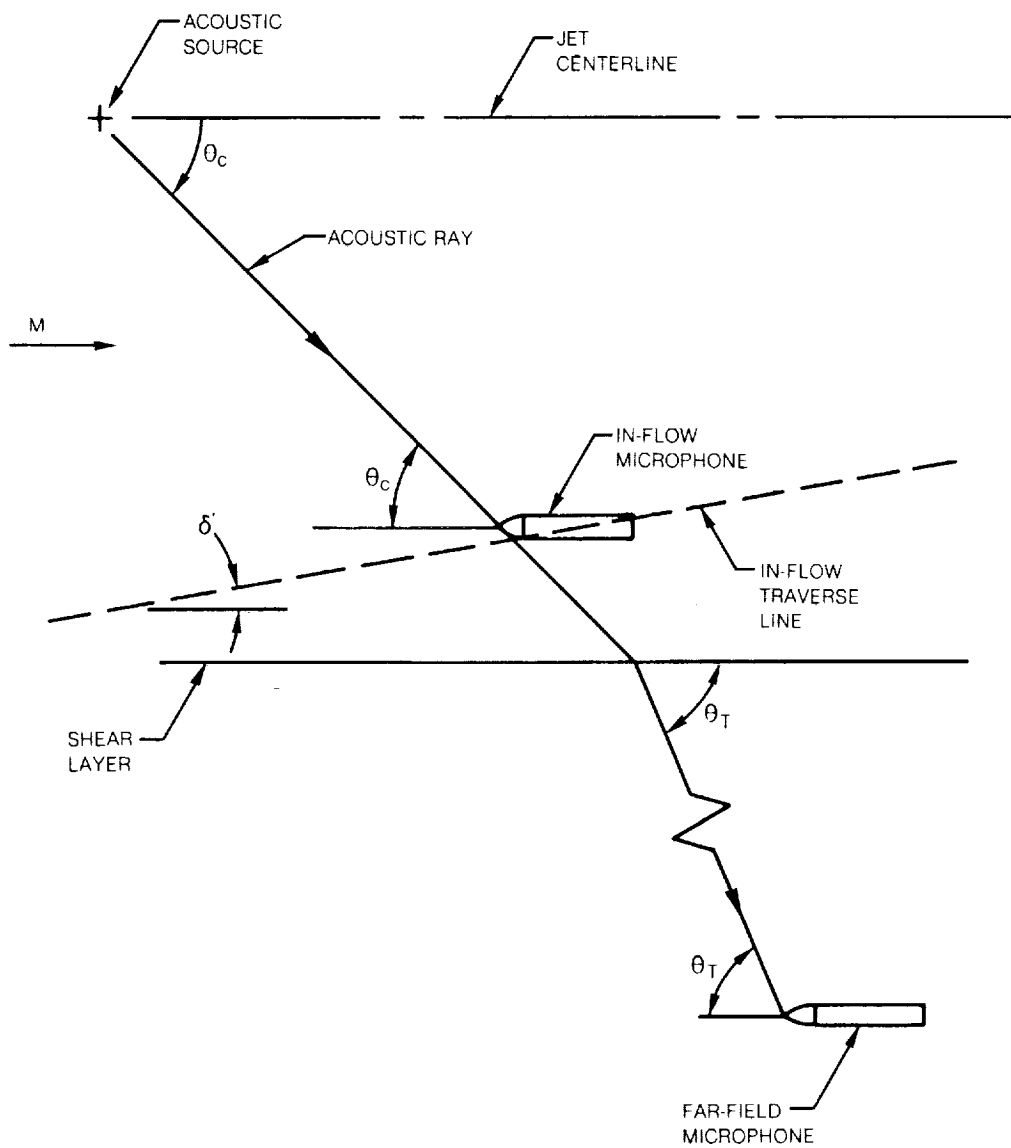 ACOUSTIC
SOURCE
JET
CENTERLINE
θc
ACOUSTIC RAY
M
IN-FLOW
MICROPHONE
θc
δ'
IN-FLOW
TRAVERSE
LINE
θT
SHEAR
LAYER
θT
FAR-FIELD
MICROPHONE